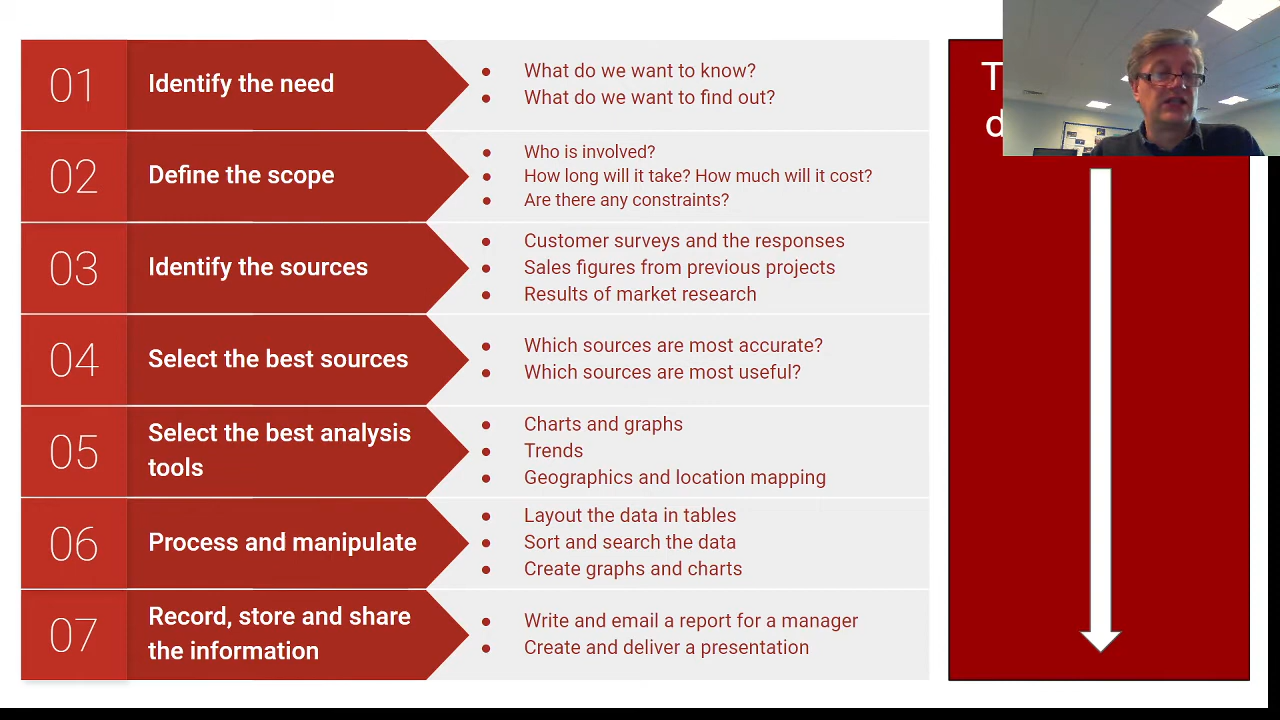 01
Identify the need
What do we want to know?
What do we want to find out?
02
Define the scope
Who is involved?
How long will it take? How much will it cost?
Are there any constraints?
03
Identify the sources
Customer surveys and the responses
Sales figures from previous projects
Results of market research
04
Select the best sources
Which sources are most accurate?
Which sources are most useful?
05
Select the best analysis
tools
Charts and graphs
Trends
Geographics and location mapping
06
Process and manipulate
Layout the data in tables
Sort and search the data
Create graphs and charts
07
Record, store and share
the information
Write and email a report for a manager
Create and deliver a presentation